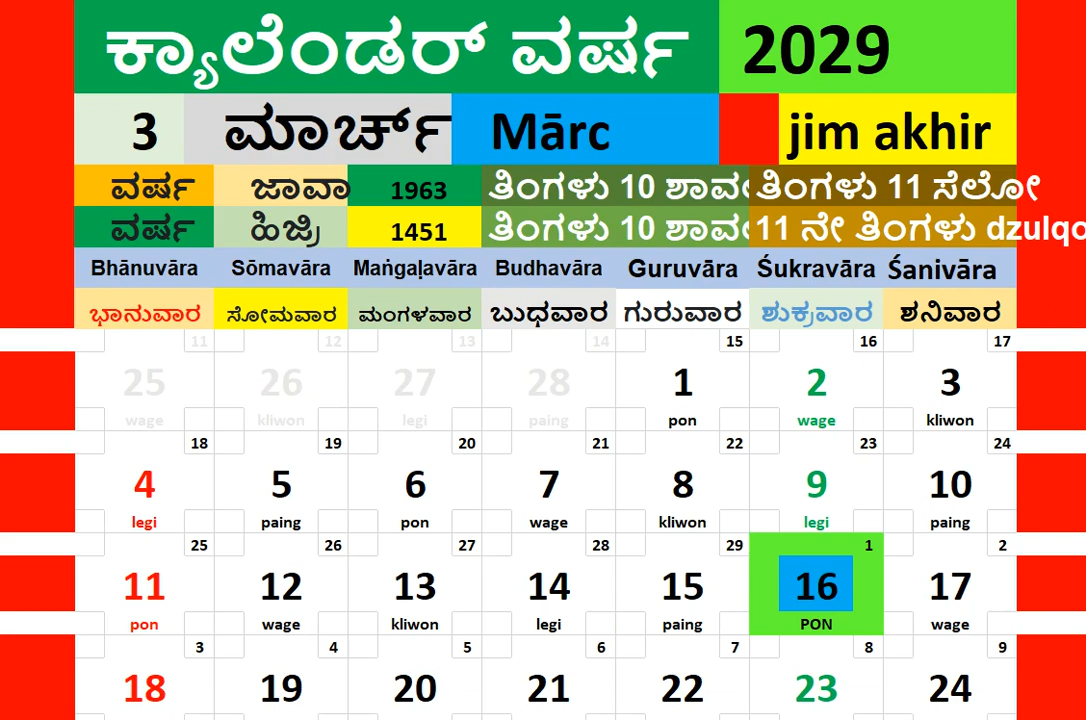 ಕ್ಯಾಲೆಂಡರ್ ವರ್ಷ 2029
3 ಮಾರ್ಚ್ Mārc jim akhir
ವರ್ಷ ಜಾವಾ 1963 ತಿಂಗಳು 10 ಶಾವ ತಿಂಗಳು 11 ಸೆಲೋ
ವರ್ಷ ಹಿಜ್ರಿ 1451 ತಿಂಗಳು 10 ಶಾವ 11 ನೇ ತಿಂಗಳು dzulqo
Bhānuvāra Sōmavāra Maṅgaḷavāra Budhavāra Guruvāra Śukravāra Śanivāra
ಭಾನುವಾರ ಸೋಮವಾರ ಮಂಗಳವಾರ ಬುಧವಾರ ಗುರುವಾರ ಶುಕ್ರವಾರ ಶನಿವಾರ
11 12 13 14 15 16 17
25 26 27 28 1 2 3
wage kliwon legi paing pon wage kliwon
18 19 20 21 22 23 24
4 5 6 7 8 9 10
legi paing pon wage kliwon legi paing
25 26 27 28 29 1 2
11 12 13 14 15 16 17
pon wage kliwon legi paing PON wage
3 4 5 6 7 8 9
18 19 20 21 22 23 24